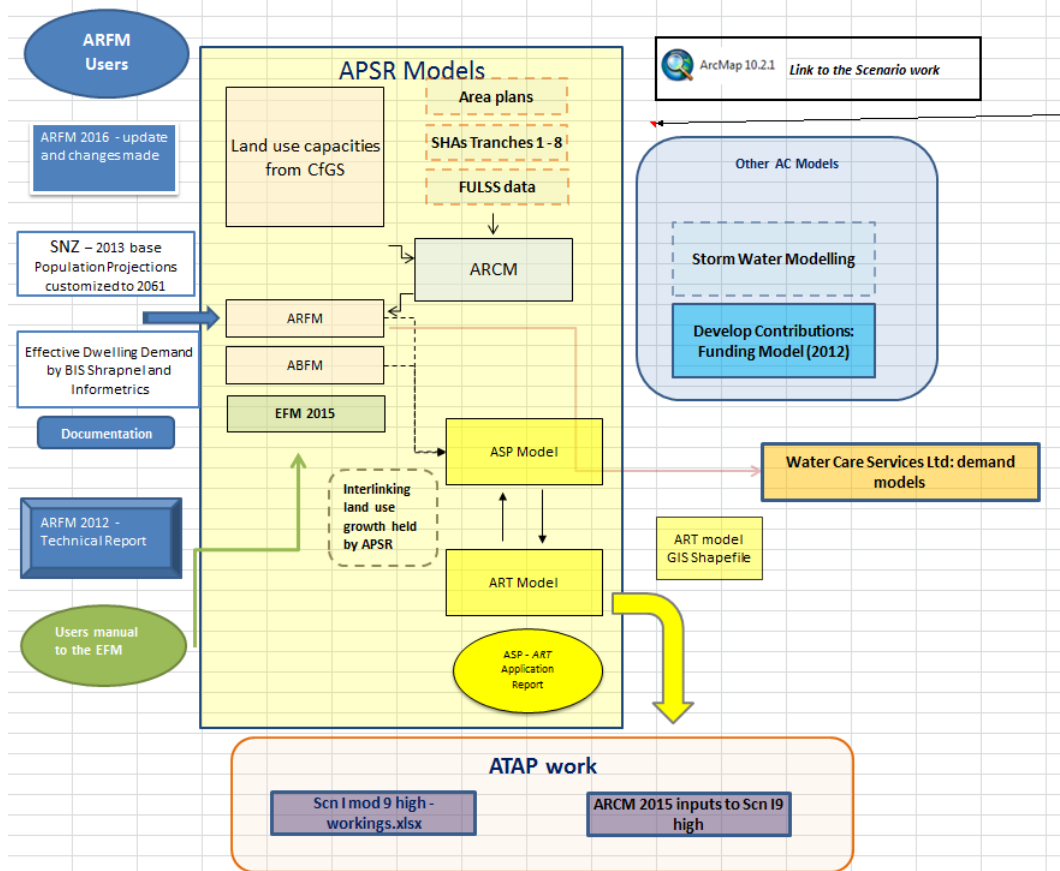 ARFM
Users
ARFM 2016 - update
and changes made
SNZ – 2013 base
Population Projections
customized to 2061
Effective Dwelling Demand
by BIS Shrapnel and
Informetrics
Documentation
ARFM 2012 -
Technical Report
Users manual
to the EFM
APSR Models
Land use capacities
from CfGS
Area plans
SHAs Tranches 1 - 8
FULSS data
ARCM
ARFM
ABFM
EFM 2015
ASP Model
Interlinking
land use
growth held
by APSR
ART Model
ASP - ART
Application
Report
ArcMap 10.2.1
Link to the Scenario work
Other AC Models
Storm Water Modelling
Develop Contributions:
Funding Model (2012)
Water Care Services Ltd: demand
models
ART model
GIS Shapefile
ATAP work
Scn I mod 9 high -
workings.xlsx
ARCM 2015 inputs to Scn I9
high